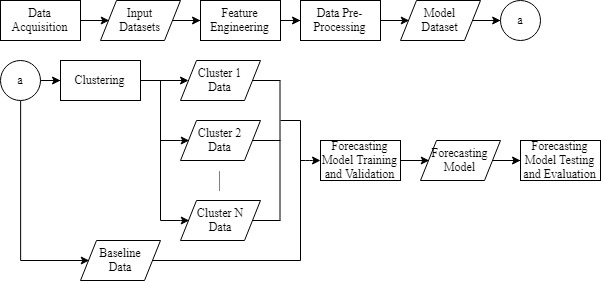 Data
Acquisition
Input
Datasets
Feature
Engineering
Data Pre-
Processing
Model
Dataset
a
a
Clustering
Cluster 1
Data
Cluster 2
Data
Cluster N
Data
Baseline
Data
Forecasting
Model Training
and Validation
Forecasting
Model
Forecasting
Model Testing
and Evaluation